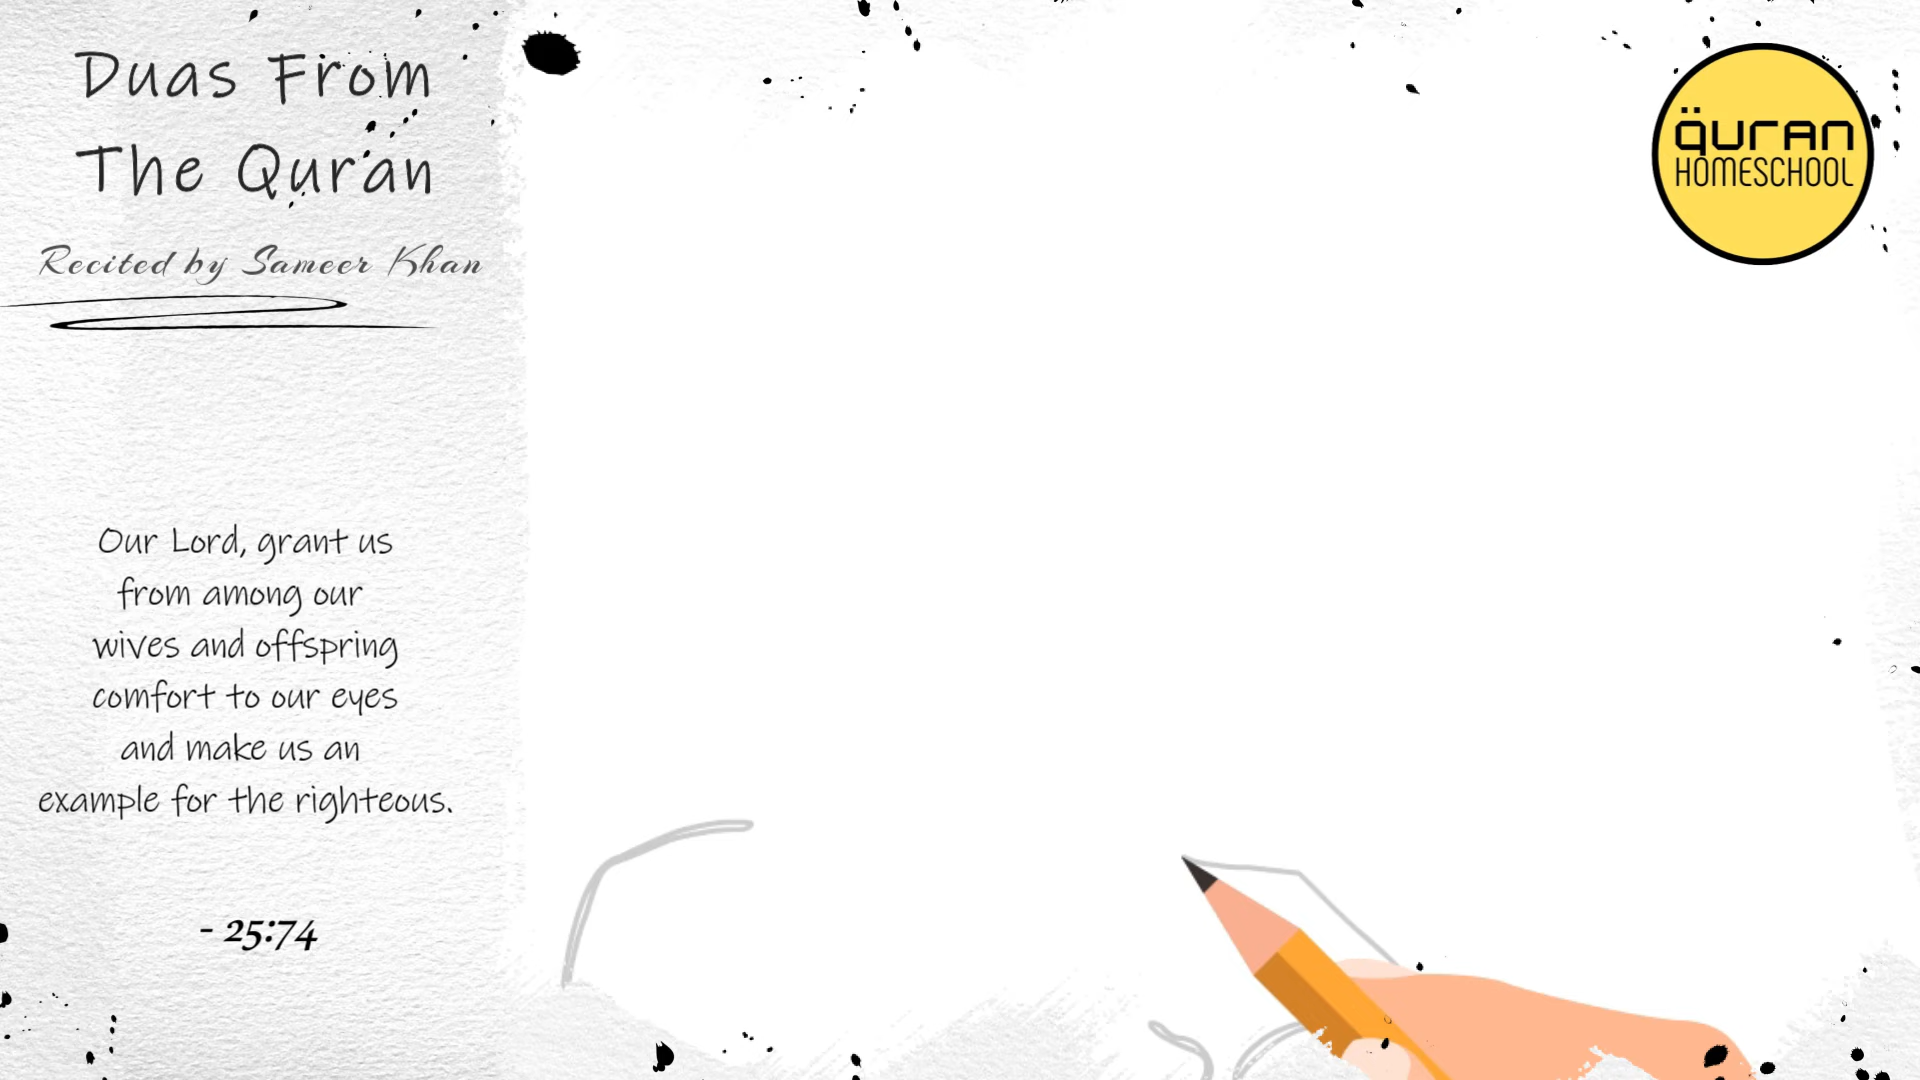 Duas From
The Quran
Recited by Sameer Khan
Our Lord, grant us
from among our
wives and offspring
comfort to our eyes
and make us an
example for the righteous.
- 25:74
QURAN
HOMESCHOOL